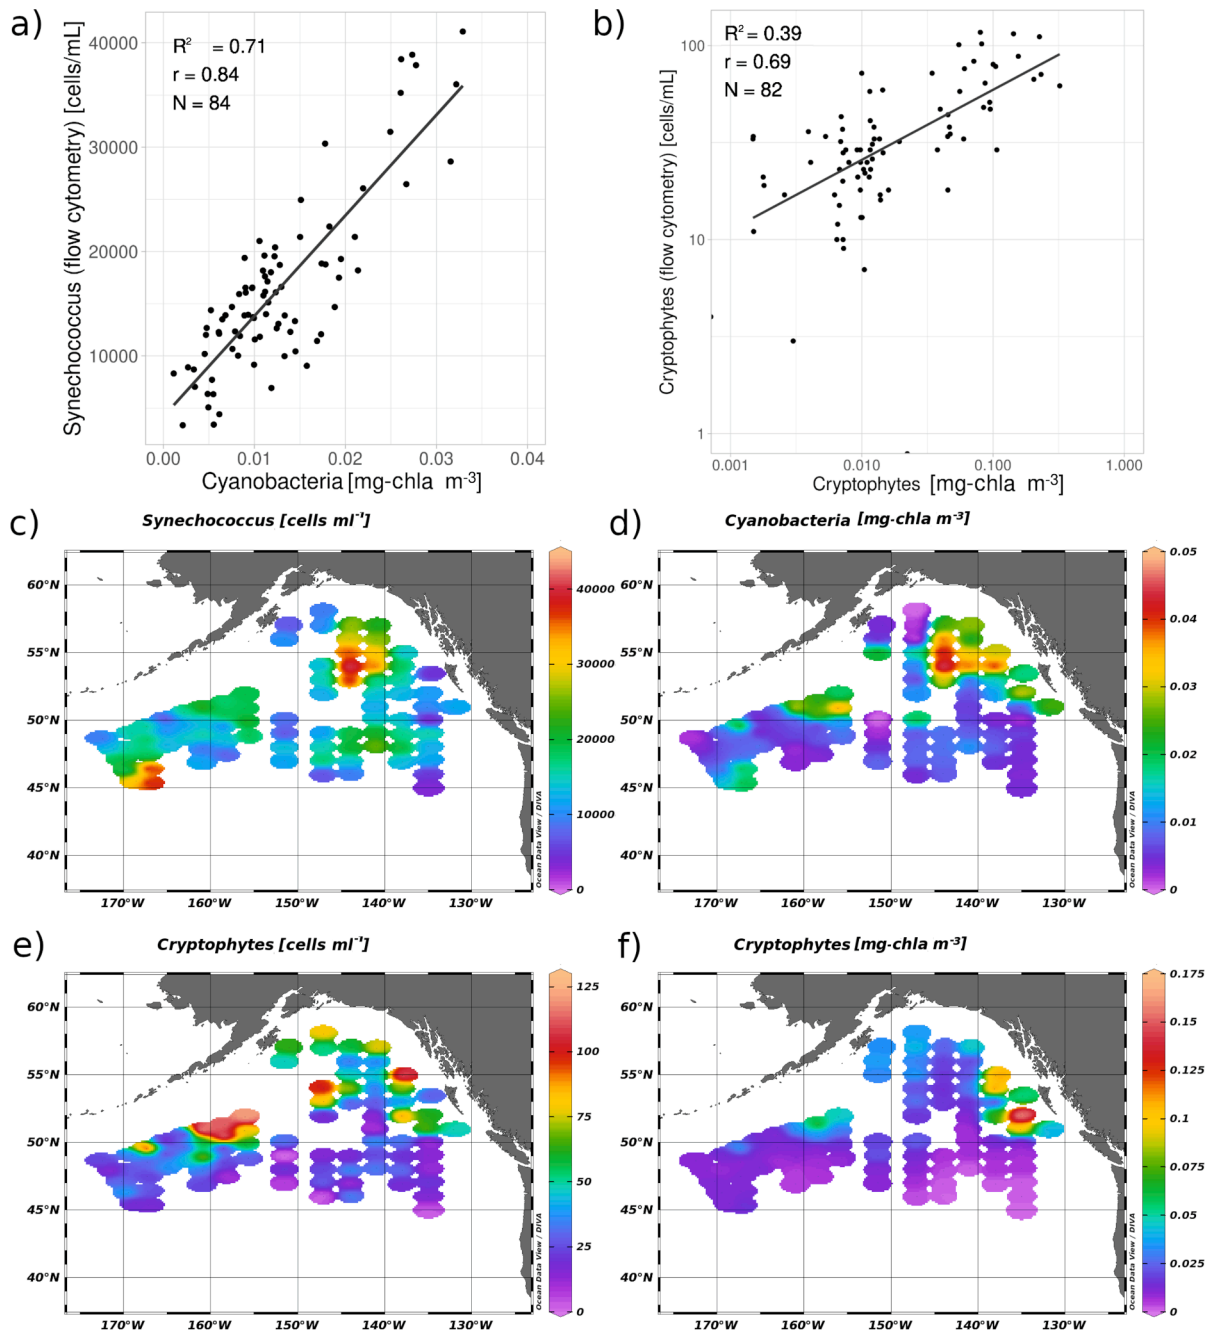 a)
R² = 0.71
r = 0.84
N = 84
Synechococcus (flow cytometry) [cells/mL]
40000
30000
20000
10000
0.00 0.01 0.02 0.03 0.04
Cyanobacteria [mg-chla m⁻³]
b)
R² = 0.39
r = 0.69
N = 82
Cryptophytes (flow cytometry) [cells/mL]
100
10
1
0.001 0.010 0.100 1.000
Cryptophytes [mg-chla m⁻³]
c)
Synechococcus [cells ml⁻¹]
60°N
55°N
50°N
45°N
40°N
170°W 160°W 150°W 140°W 130°W
40000
30000
20000
10000
0
Ocean Data View / DIVA
d)
Cyanobacteria [mg-chla m⁻³]
60°N
55°N
50°N
45°N
40°N
170°W 160°W 150°W 140°W 130°W
0.05
0.04
0.03
0.02
0.01
0
Ocean Data View / DIVA
e)
Cryptophytes [cells ml⁻¹]
60°N
55°N
50°N
45°N
40°N
170°W 160°W 150°W 140°W 130°W
125
100
75
50
25
0
Ocean Data View / DIVA
f)
Cryptophytes [mg-chla m⁻³]
60°N
55°N
50°N
45°N
40°N
170°W 160°W 150°W 140°W 130°W
0.175
0.15
0.125
0.1
0.075
0.05
0.025
0
Ocean Data View / DIVA